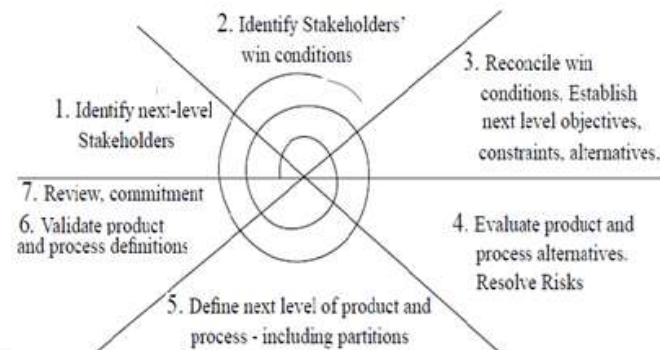 2. Identify Stakeholders'
win conditions
3. Reconcile win
conditions. Establish
next level objectives,
constraints, alternatives.
1. Identify next-level
Stakeholders
7. Review, commitment
6. Validate product
and process definitions
4. Evaluate product and
process alternatives.
Resolve Risks
5. Define next level of product and
process - including partitions